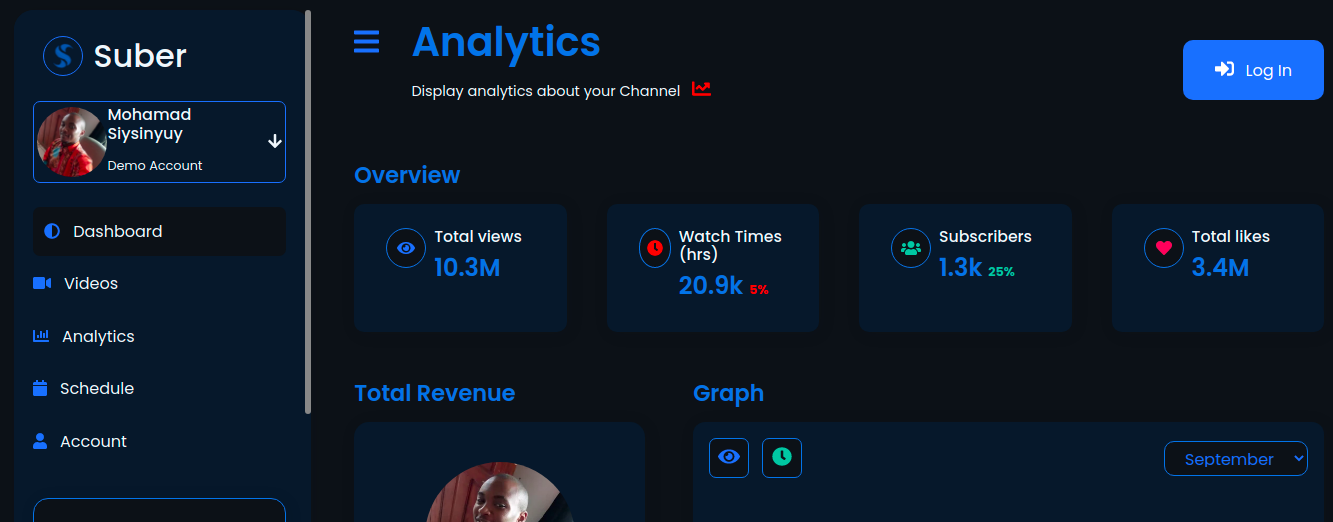 Suber
Mohamad
Siysinyuy
Demo Account
Dashboard
Videos
Analytics
Schedule
Account
Analytics
Display analytics about your Channel
Log In
Overview
Total views
10.3M
Watch Times
(hrs)
20.9k 5%
Subscribers
1.3k 25%
Total likes
3.4M
Total Revenue
Graph
September